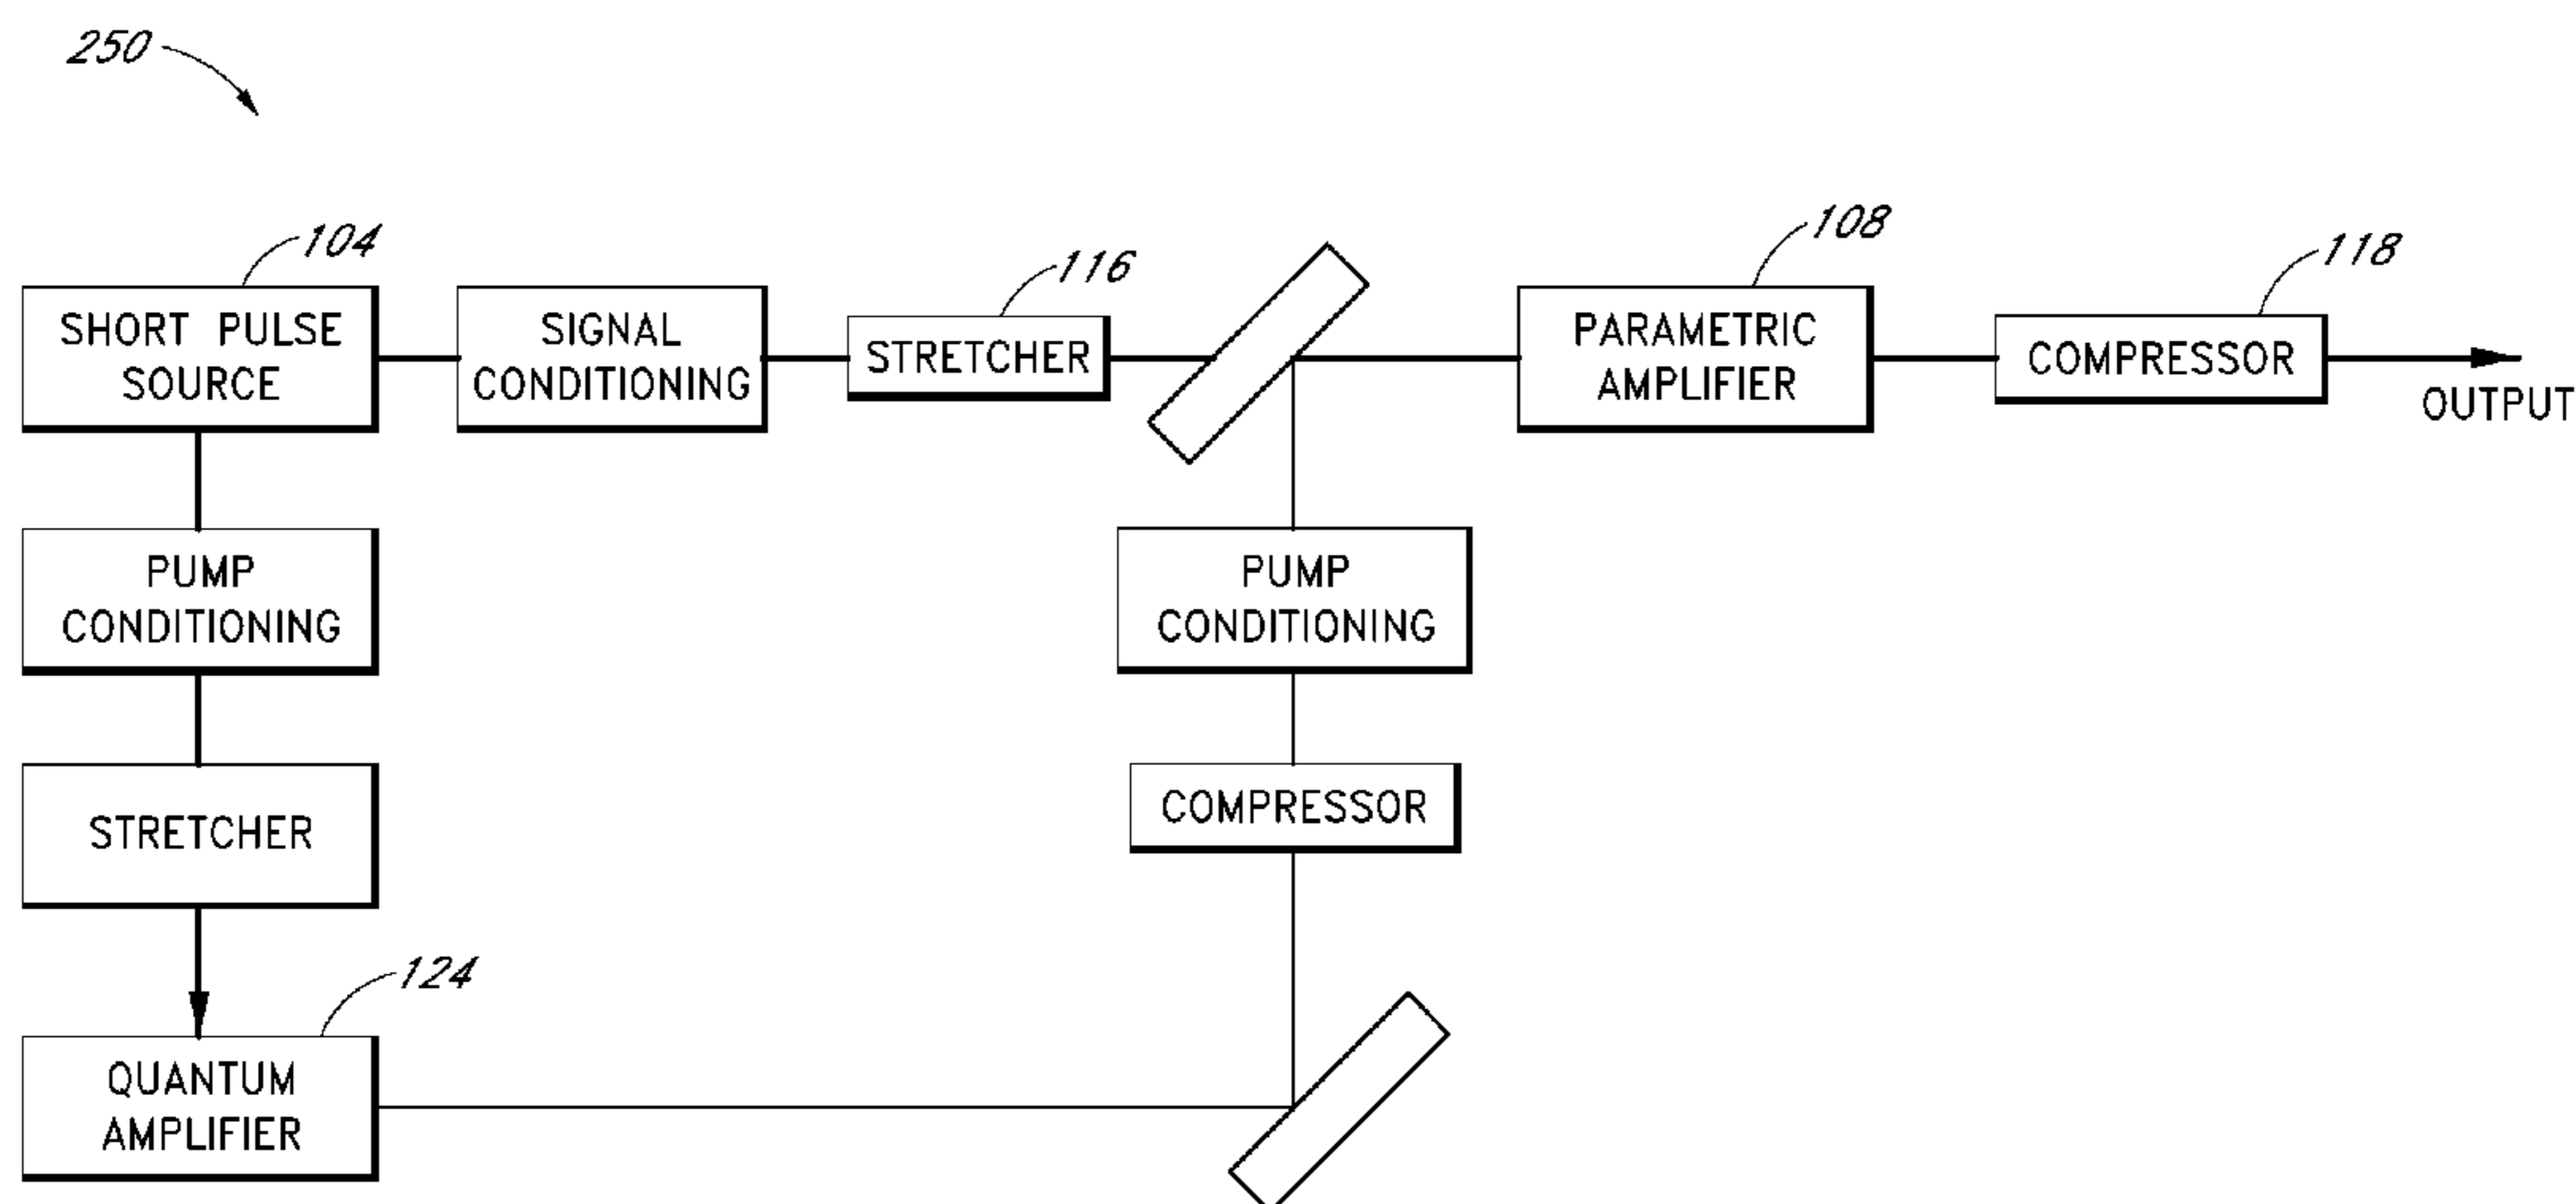 250
104
116
108
118
SHORT PULSE
SOURCE
SIGNAL
CONDITIONING
STRETCHER
PARAMETRIC
AMPLIFIER
COMPRESSOR
OUTPUT
PUMP
CONDITIONING
PUMP
CONDITIONING
STRETCHER
COMPRESSOR
124
QUANTUM
AMPLIFIER